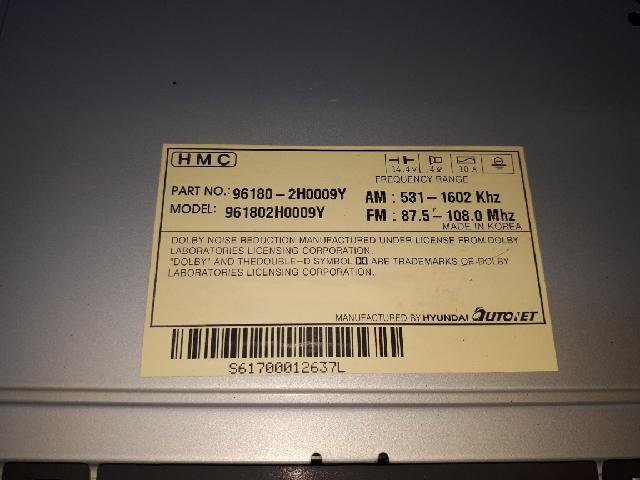 HMC
14.4V 4Ω 10A
FREQUENCY RANGE
PART NO.: 96180-2H0009Y
AM : 531-1602 Khz
MODEL: 961802H0009Y
FM : 87.5-108.0 Mhz
MADE IN KOREA
DOLBY NOISE REDUCTION MANUFACTURED UNDER LICENSE FROM DOLBY
LABORATORIES LICENSING CORPORATION.
"DOLBY" AND THEDOUBLE-D SYMBOL ARE TRADEMARKS OF DOLBY
LABORATORIES LICENSING CORPORATION.
MANUFACTURED BY HYUNDAI AUTONET
S61700012637L